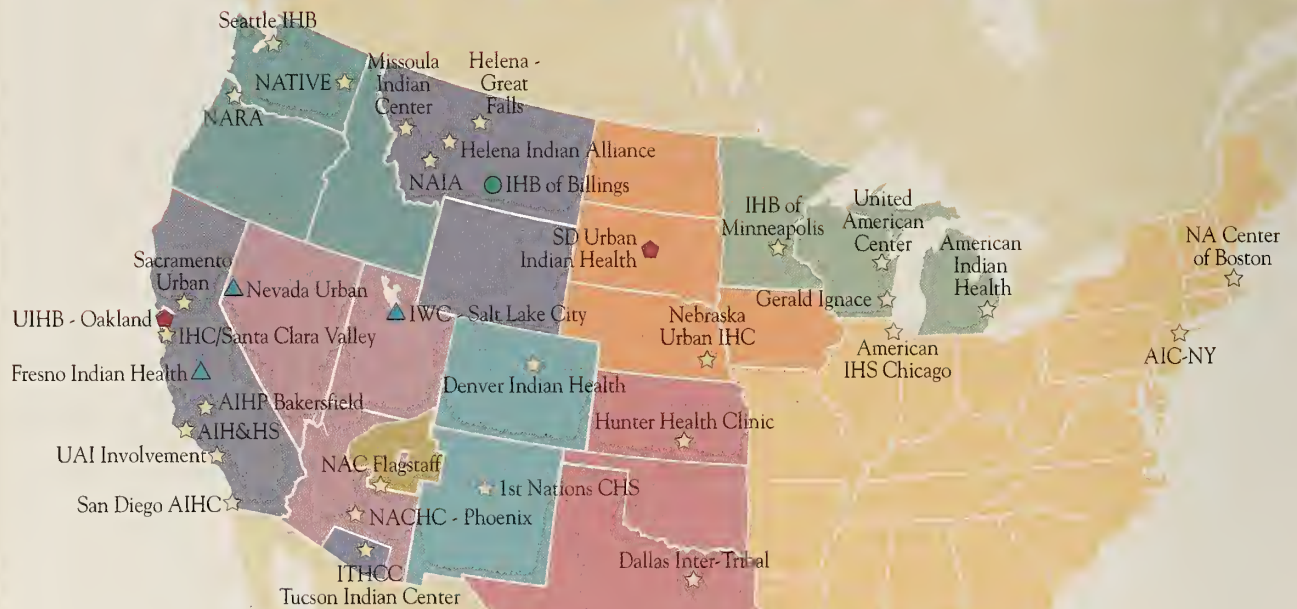 Seattle IHB
NATIVE
NARA
Missoula
Indian
Center
Helena -
Great
Falls
Helena Indian Alliance
NAIA
IHB of Billings
SD Urban
Indian Health
IHB of
Minneapolis
United
American
Center
American
Indian
Health
NA Center
of Boston
Sacramento
Urban
Nevada Urban
UIHB - Oakland
IHC/Santa Clara Valley
IWC - Salt Lake City
Gerald Ignace
Nebraska
Urban IHC
American
IHS Chicago
AIC-NY
Fresno Indian Health
Denver Indian Health
AIHP Bakersfield
AIH&HS
Hunter Health Clinic
UAI Involvement
NAC Flagstaff
San Diego AIHC
1st Nations CHS
NACHC - Phoenix
Dallas Inter-Tribal
ITHCC
Tucson Indian Center